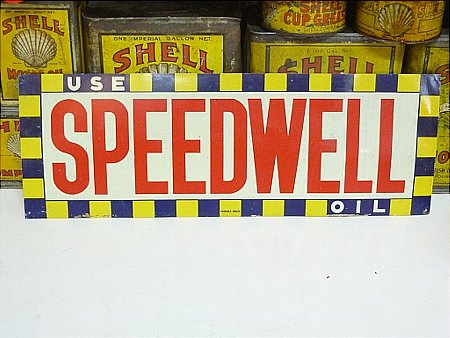 SHELL
ONE IMPERIAL GALLON NET.
SHELL
SHELL
CUP GREASE
SHELL
USE
SPEEDWELL
OIL